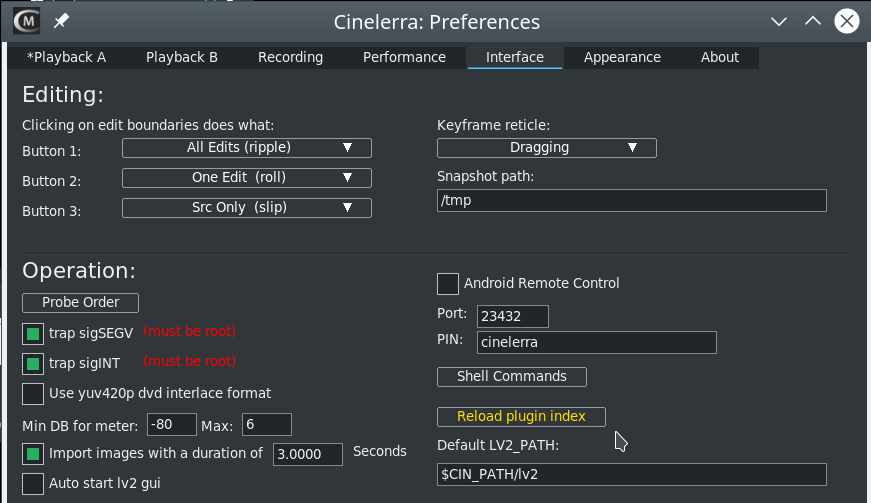 Cinelerra: Preferences
*Playback A Playback B Recording Performance Interface Appearance About
Editing:
Clicking on edit boundaries does what:
Button 1: All Edits (ripple)
Button 2: One Edit (roll)
Button 3: Src Only (slip)
Keyframe reticle:
Dragging
Snapshot path:
/tmp
Operation:
Probe Order
trap sigSEGV (must be root)
trap sigINT (must be root)
Use yuv420p dvd interlace format
Min DB for meter: -80 Max: 6
Import images with a duration of 3.0000 Seconds
Auto start lv2 gui
Android Remote Control
Port: 23432
PIN: cinelerra
Shell Commands
Reload plugin index
Default LV2_PATH:
$CIN_PATH/lv2